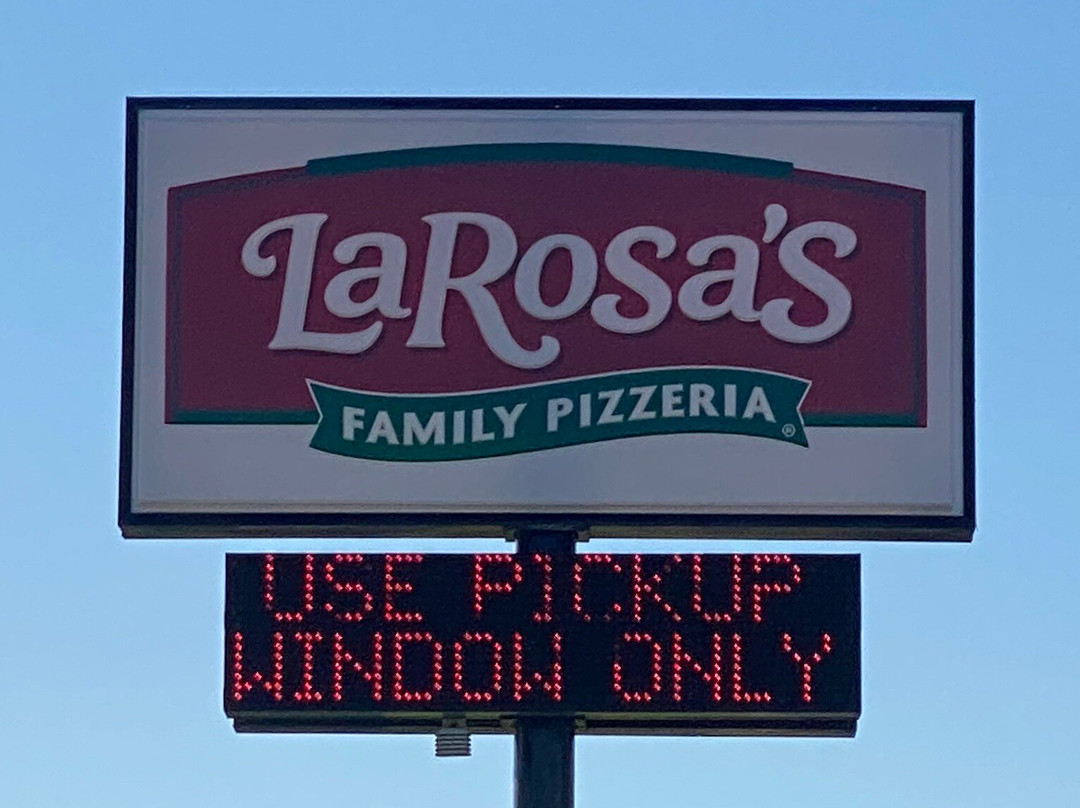 LaRosa's
FAMILY PIZZERIA®
USE PICKUP
WINDOW ONLY